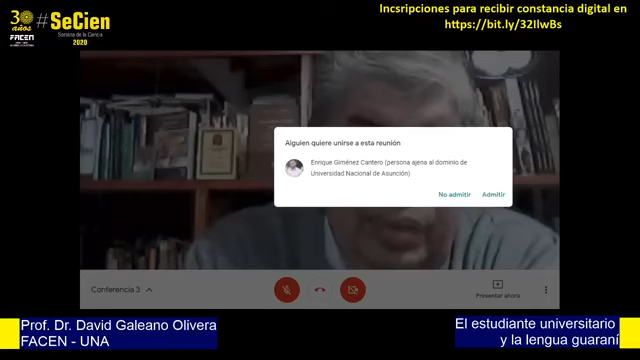 Incsripciones para recibir constancia digital en
https://bit.ly/32IlwBs
30 años
FACEN
#SeCien
Semana de la Ciencia
2020
Alguien quiere unirse a esta reunión
Enrique Giménez Cantero (persona ajena al dominio de
Universidad Nacional de Asunción)
No admitir Admitir
Conferencia 3
Presentar ahora
Prof. Dr. David Galeano Olivera
FACEN - UNA
El estudiante universitario
y la lengua guaraní